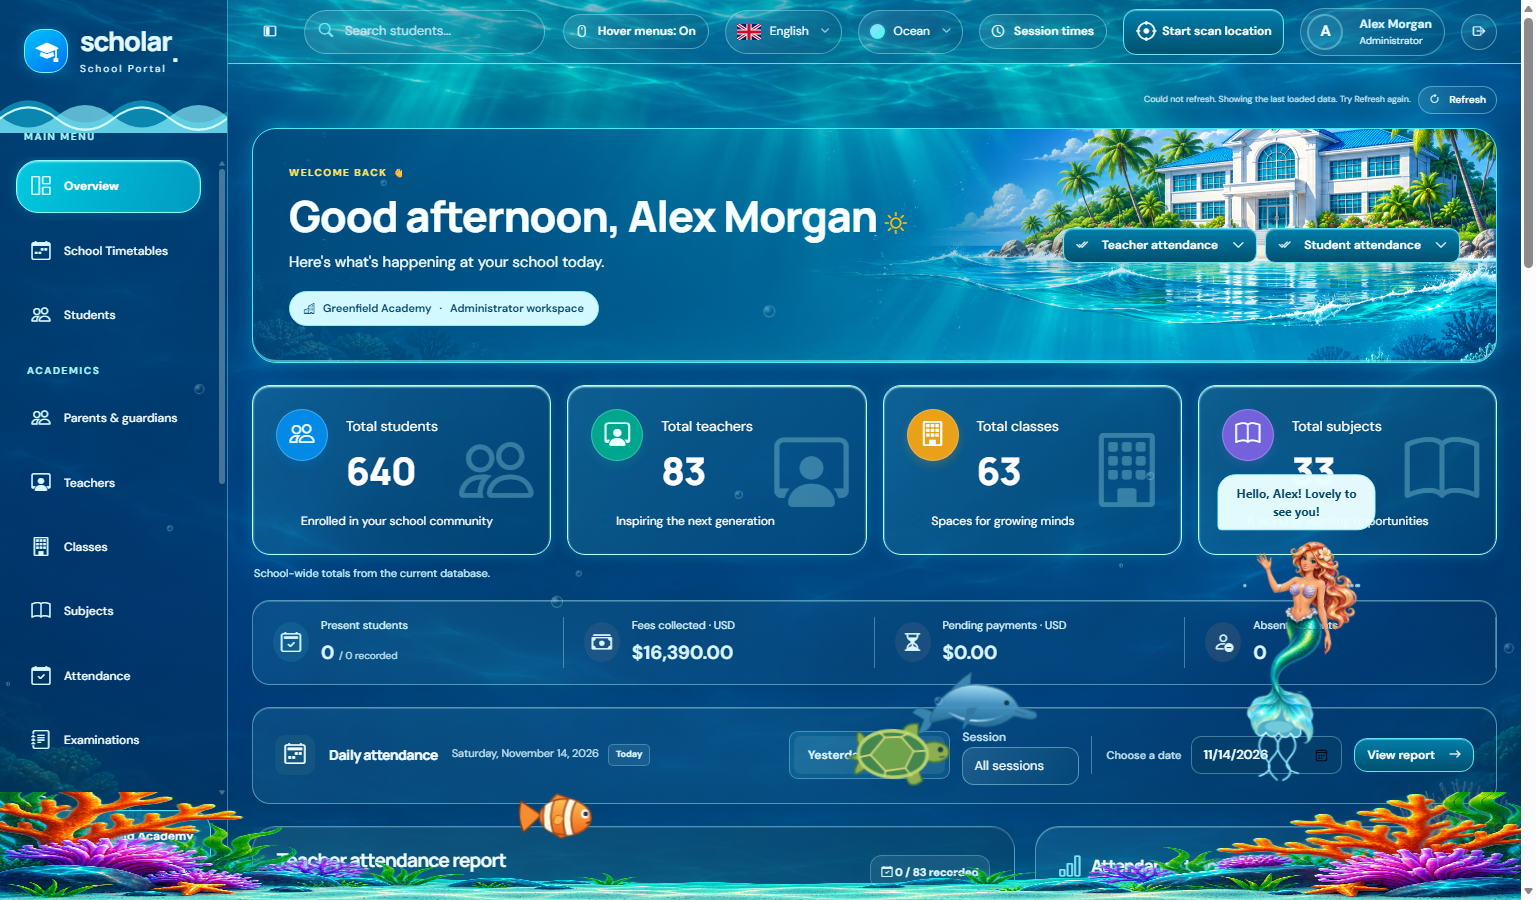 scholar.
School Portal
Search students...
Hover menus: On
English
Ocean
Session times
Start scan location
A
Alex Morgan
Administrator
Could not refresh. Showing the last loaded data. Try Refresh again.
Refresh
MAIN MENU
Overview
School Timetables
Students
ACADEMICS
Parents & guardians
Teachers
Classes
Subjects
Attendance
Examinations
Academy
WELCOME BACK
Good afternoon, Alex Morgan
Here's what's happening at your school today.
Greenfield Academy · Administrator workspace
Teacher attendance
Student attendance
Total students
640
Enrolled in your school community
Total teachers
83
Inspiring the next generation
Total classes
63
Spaces for growing minds
Total subjects
33
Hello, Alex! Lovely to
see you!
School-wide totals from the current database.
Present students
0 / 0 recorded
Fees collected · USD
$16,390.00
Pending payments · USD
$0.00
0
Daily attendance
Saturday, November 14, 2026
Today
Session
All sessions
Choose a date
11/14/2026
View report
Teacher attendance report
0 / 83 recorded